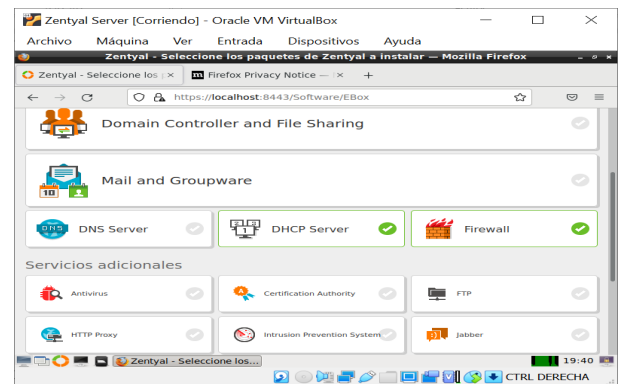 Zentyal Server [Corriendo] - Oracle VM VirtualBox
Archivo Máquina Ver Entrada Dispositivos Ayuda
Zentyal - Seleccione los paquetes de Zentyal a instalar — Mozilla Firefox
Zentyal - Seleccione los Firefox Privacy Notice —
https://localhost:8443/Software/EBox
Domain Controller and File Sharing
Mail and Groupware
10
DNS DNS Server DHCP Server Firewall
Servicios adicionales
Antivirus Certification Authority FTP
HTTP Proxy Intrusion Prevention System Jabber
Zentyal - Seleccione los... 19:40
CTRL DERECHA